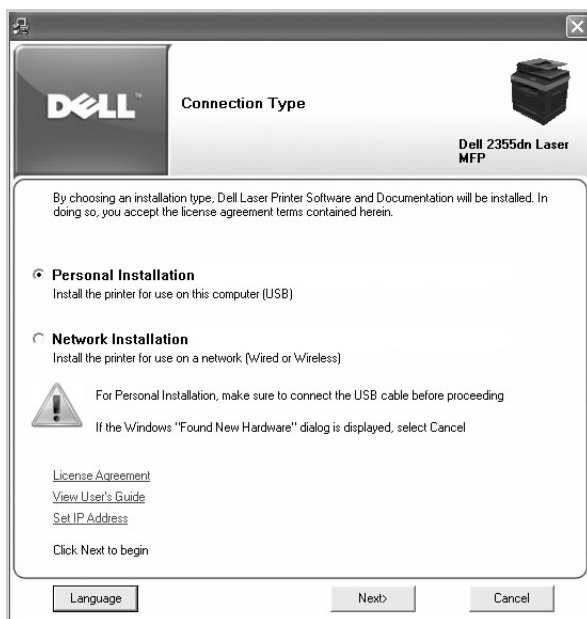 DELL™
Connection Type
Dell 2355dn Laser
MFP
By choosing an installation type, Dell Laser Printer Software and Documentation will be installed. In
doing so, you accept the license agreement terms contained herein.
Personal Installation
Install the printer for use on this computer (USB)
Network Installation
Install the printer for use on a network (Wired or Wireless)
For Personal Installation, make sure to connect the USB cable before proceeding
If the Windows "Found New Hardware" dialog is displayed, select Cancel
License Agreement
View User's Guide
Set IP Address
Click Next to begin
Language
Next>
Cancel